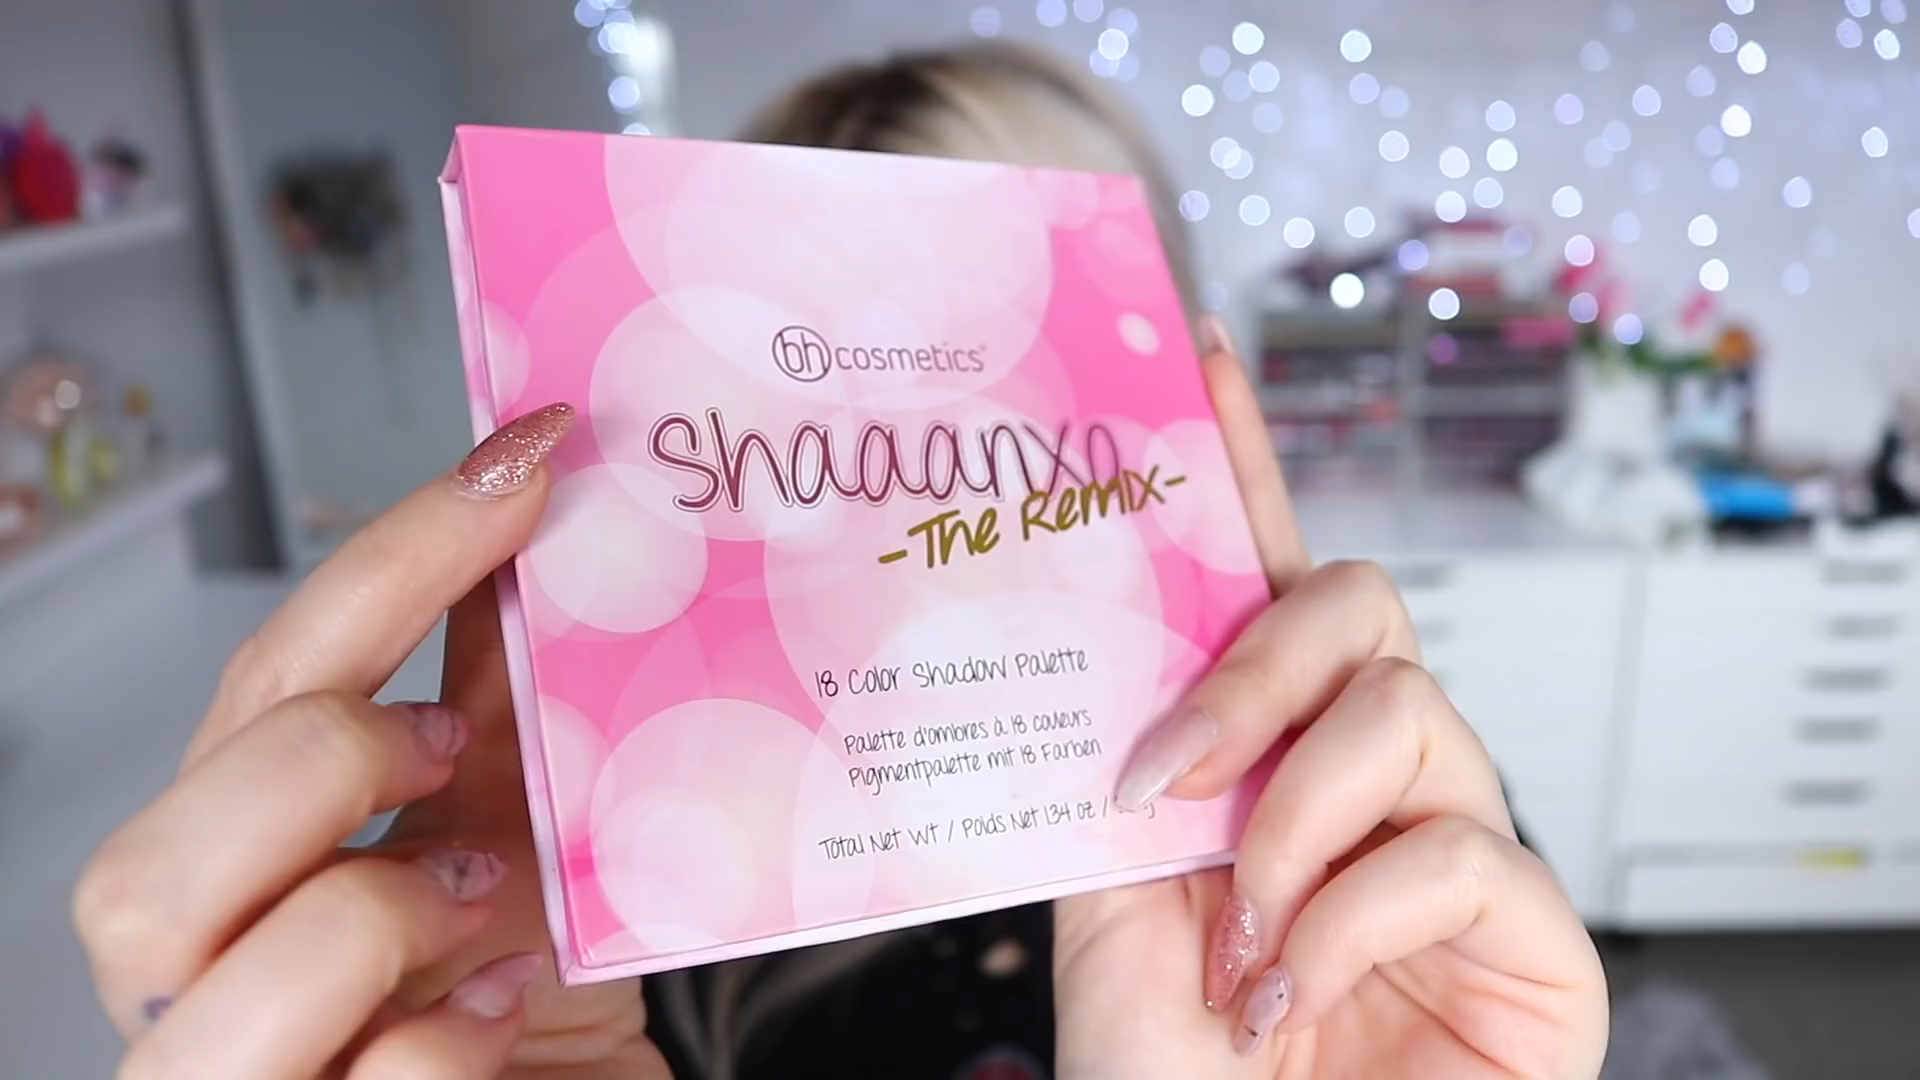 bh cosmetics®
shaaanxo
-The Remix-
18 Color Shadow Palette
Palette d'ombres à 18 couleurs
Pigmentpalette mit 18 Farben
Total Net Wt / Poids Net 1.34 oz /